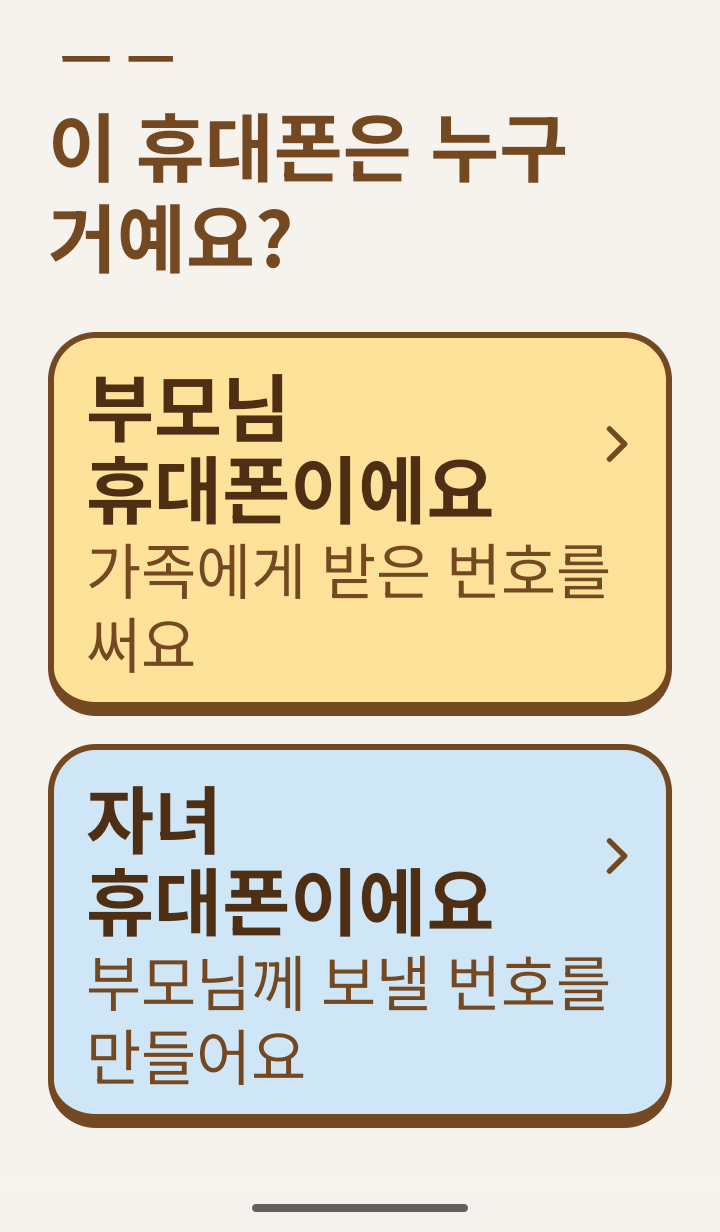 이 휴대폰은 누구
거예요?
부모님
휴대폰이에요
가족에게 받은 번호를
써요
자녀
휴대폰이에요
부모님께 보낼 번호를
만들어요